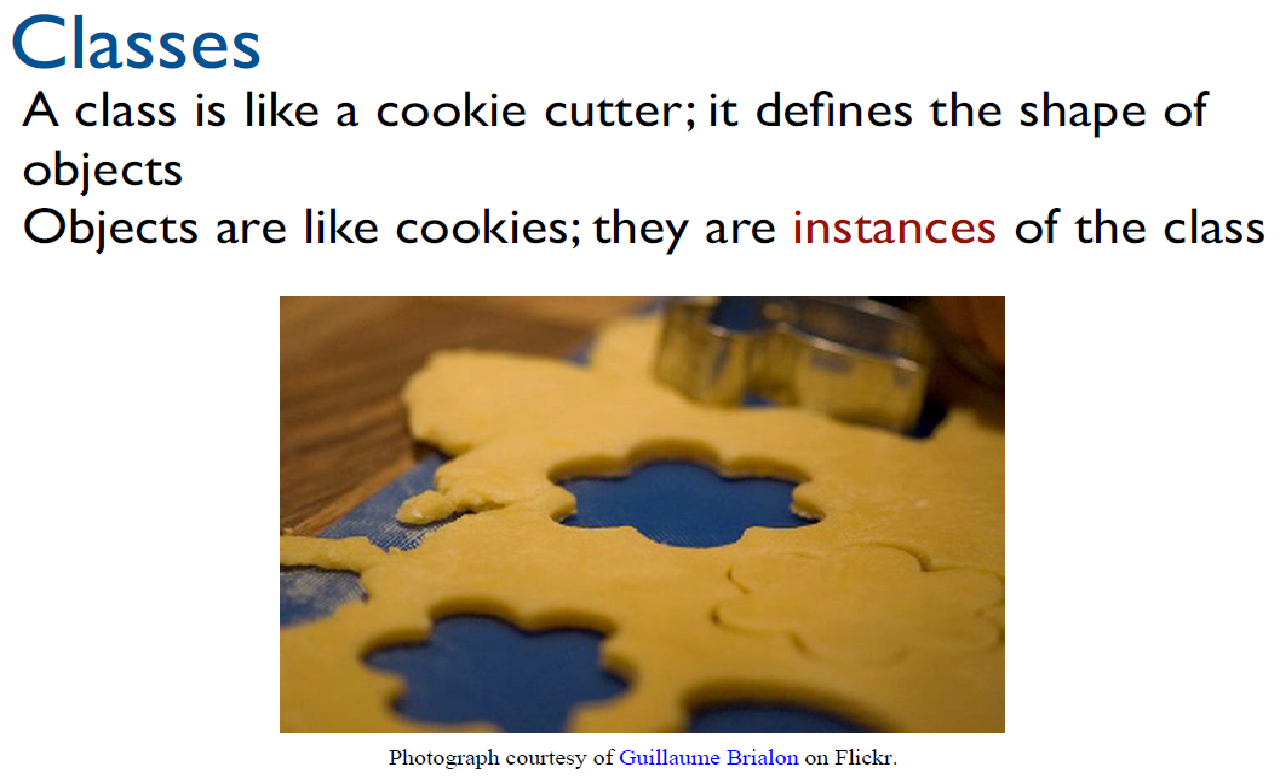 Classes
A class is like a cookie cutter; it defines the shape of
objects
Objects are like cookies; they are instances of the class
Photograph courtesy of Guillaume Brialon on Flickr.